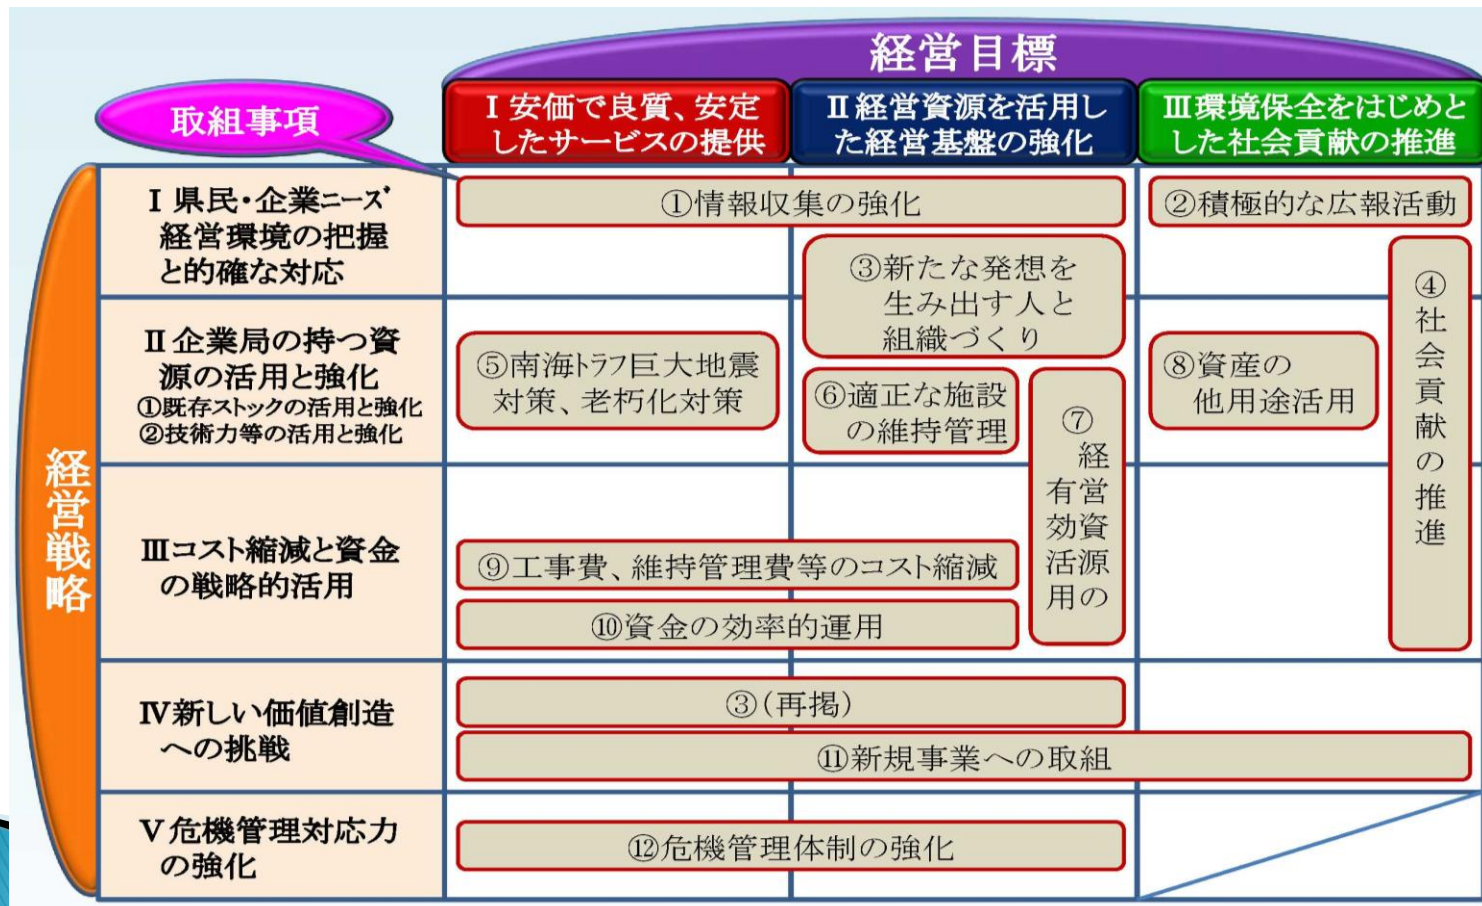 経営目標
取組事項
Ⅰ安価で良質、安定
したサービスの提供
Ⅱ経営資源を活用し
た経営基盤の強化
Ⅲ環境保全をはじめと
した社会貢献の推進
経営戦略
Ⅰ県民・企業ニーズ
経営環境の把握
と的確な対応
①情報収集の強化
②積極的な広報活動
③新たな発想を
生み出す人と
組織づくり
④社会貢献の推進
Ⅱ企業局の持つ資
源の活用と強化
①既存ストックの活用と強化
②技術力等の活用と強化
⑤南海トラフ巨大地震
対策、老朽化対策
⑥適正な施設
の維持管理
⑦経営資源の
有効活用
⑧資産の
他用途活用
Ⅲコスト縮減と資金
の戦略的活用
⑨工事費、維持管理費等のコスト縮減
⑩資金の効率的運用
Ⅳ新しい価値創造
への挑戦
③(再掲)
⑪新規事業への取組
Ⅴ危機管理対応力
の強化
⑫危機管理体制の強化